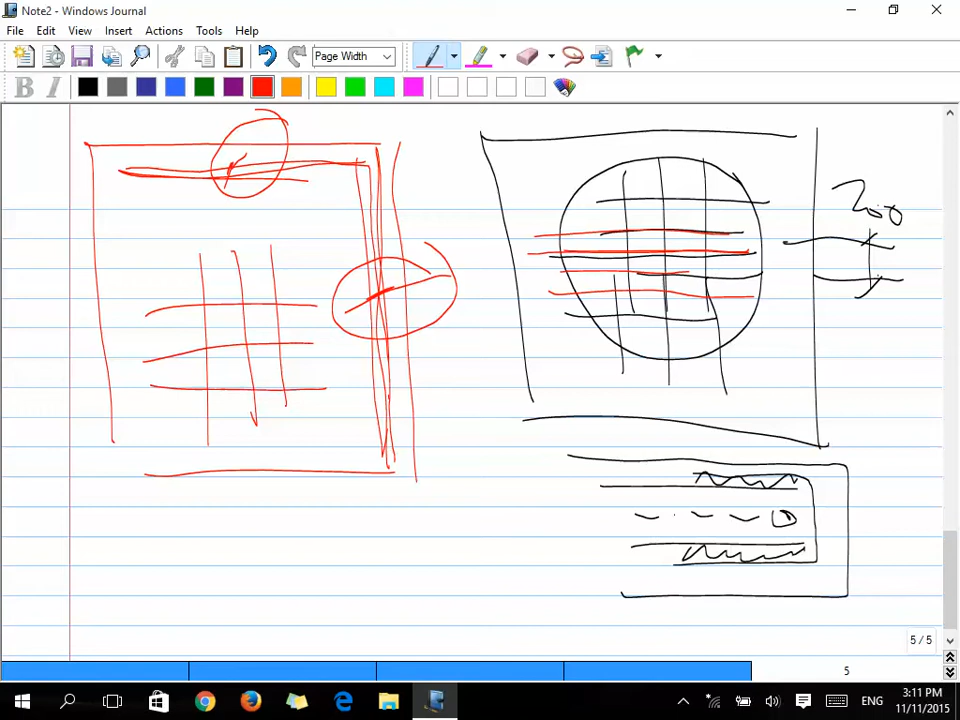 Note2 - Windows Journal
File Edit View Insert Actions Tools Help
Page Width
B I
200
5 / 5
5
ENG
3:11 PM
11/11/2015